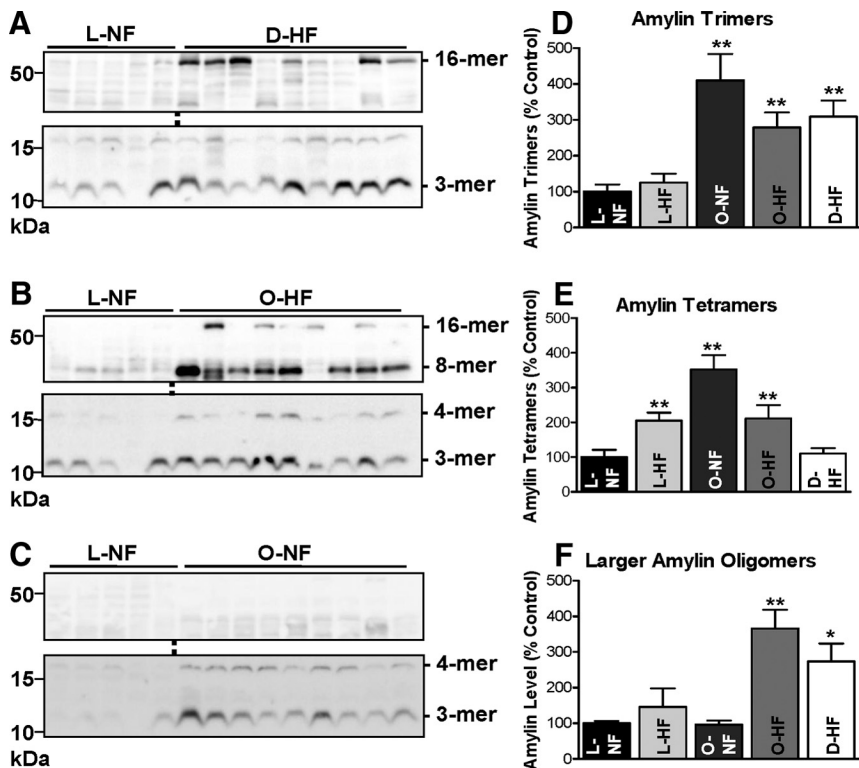 A
L-NF D-HF
50
16-mer
15
3-mer
10
kDa
B
L-NF O-HF
50
16-mer
8-mer
15
4-mer
3-mer
10
kDa
C
L-NF O-NF
50
15
4-mer
3-mer
10
kDa
D
Amylin Trimers
Amylin Trimers (% Control)
500
400
300
200
100
0
** ** **
L-NF
L-HF
O-NF
O-HF
D-HF
E
Amylin Tetramers
Amylin Tetramers (% Control)
500
400
300
200
100
0
** ** **
L-NF
L-HF
O-NF
O-HF
D-HF
F
Larger Amylin Oligomers
Amylin Level (% Control)
500
400
300
200
100
0
** *
L-NF
L-HF
O-NF
O-HF
D-HF